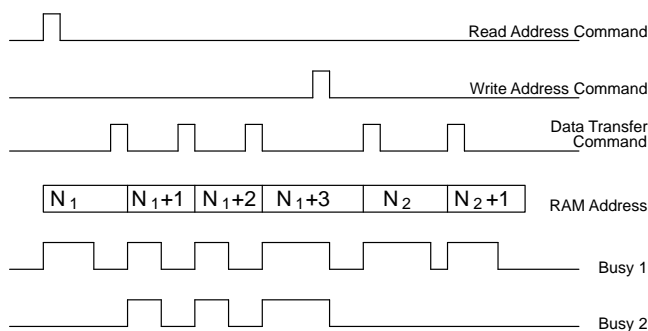 Read Address Command
Write Address Command
Data Transfer
Command
N1 N1+1 N1+2 N1+3 N2 N2+1 RAM Address
Busy 1
Busy 2